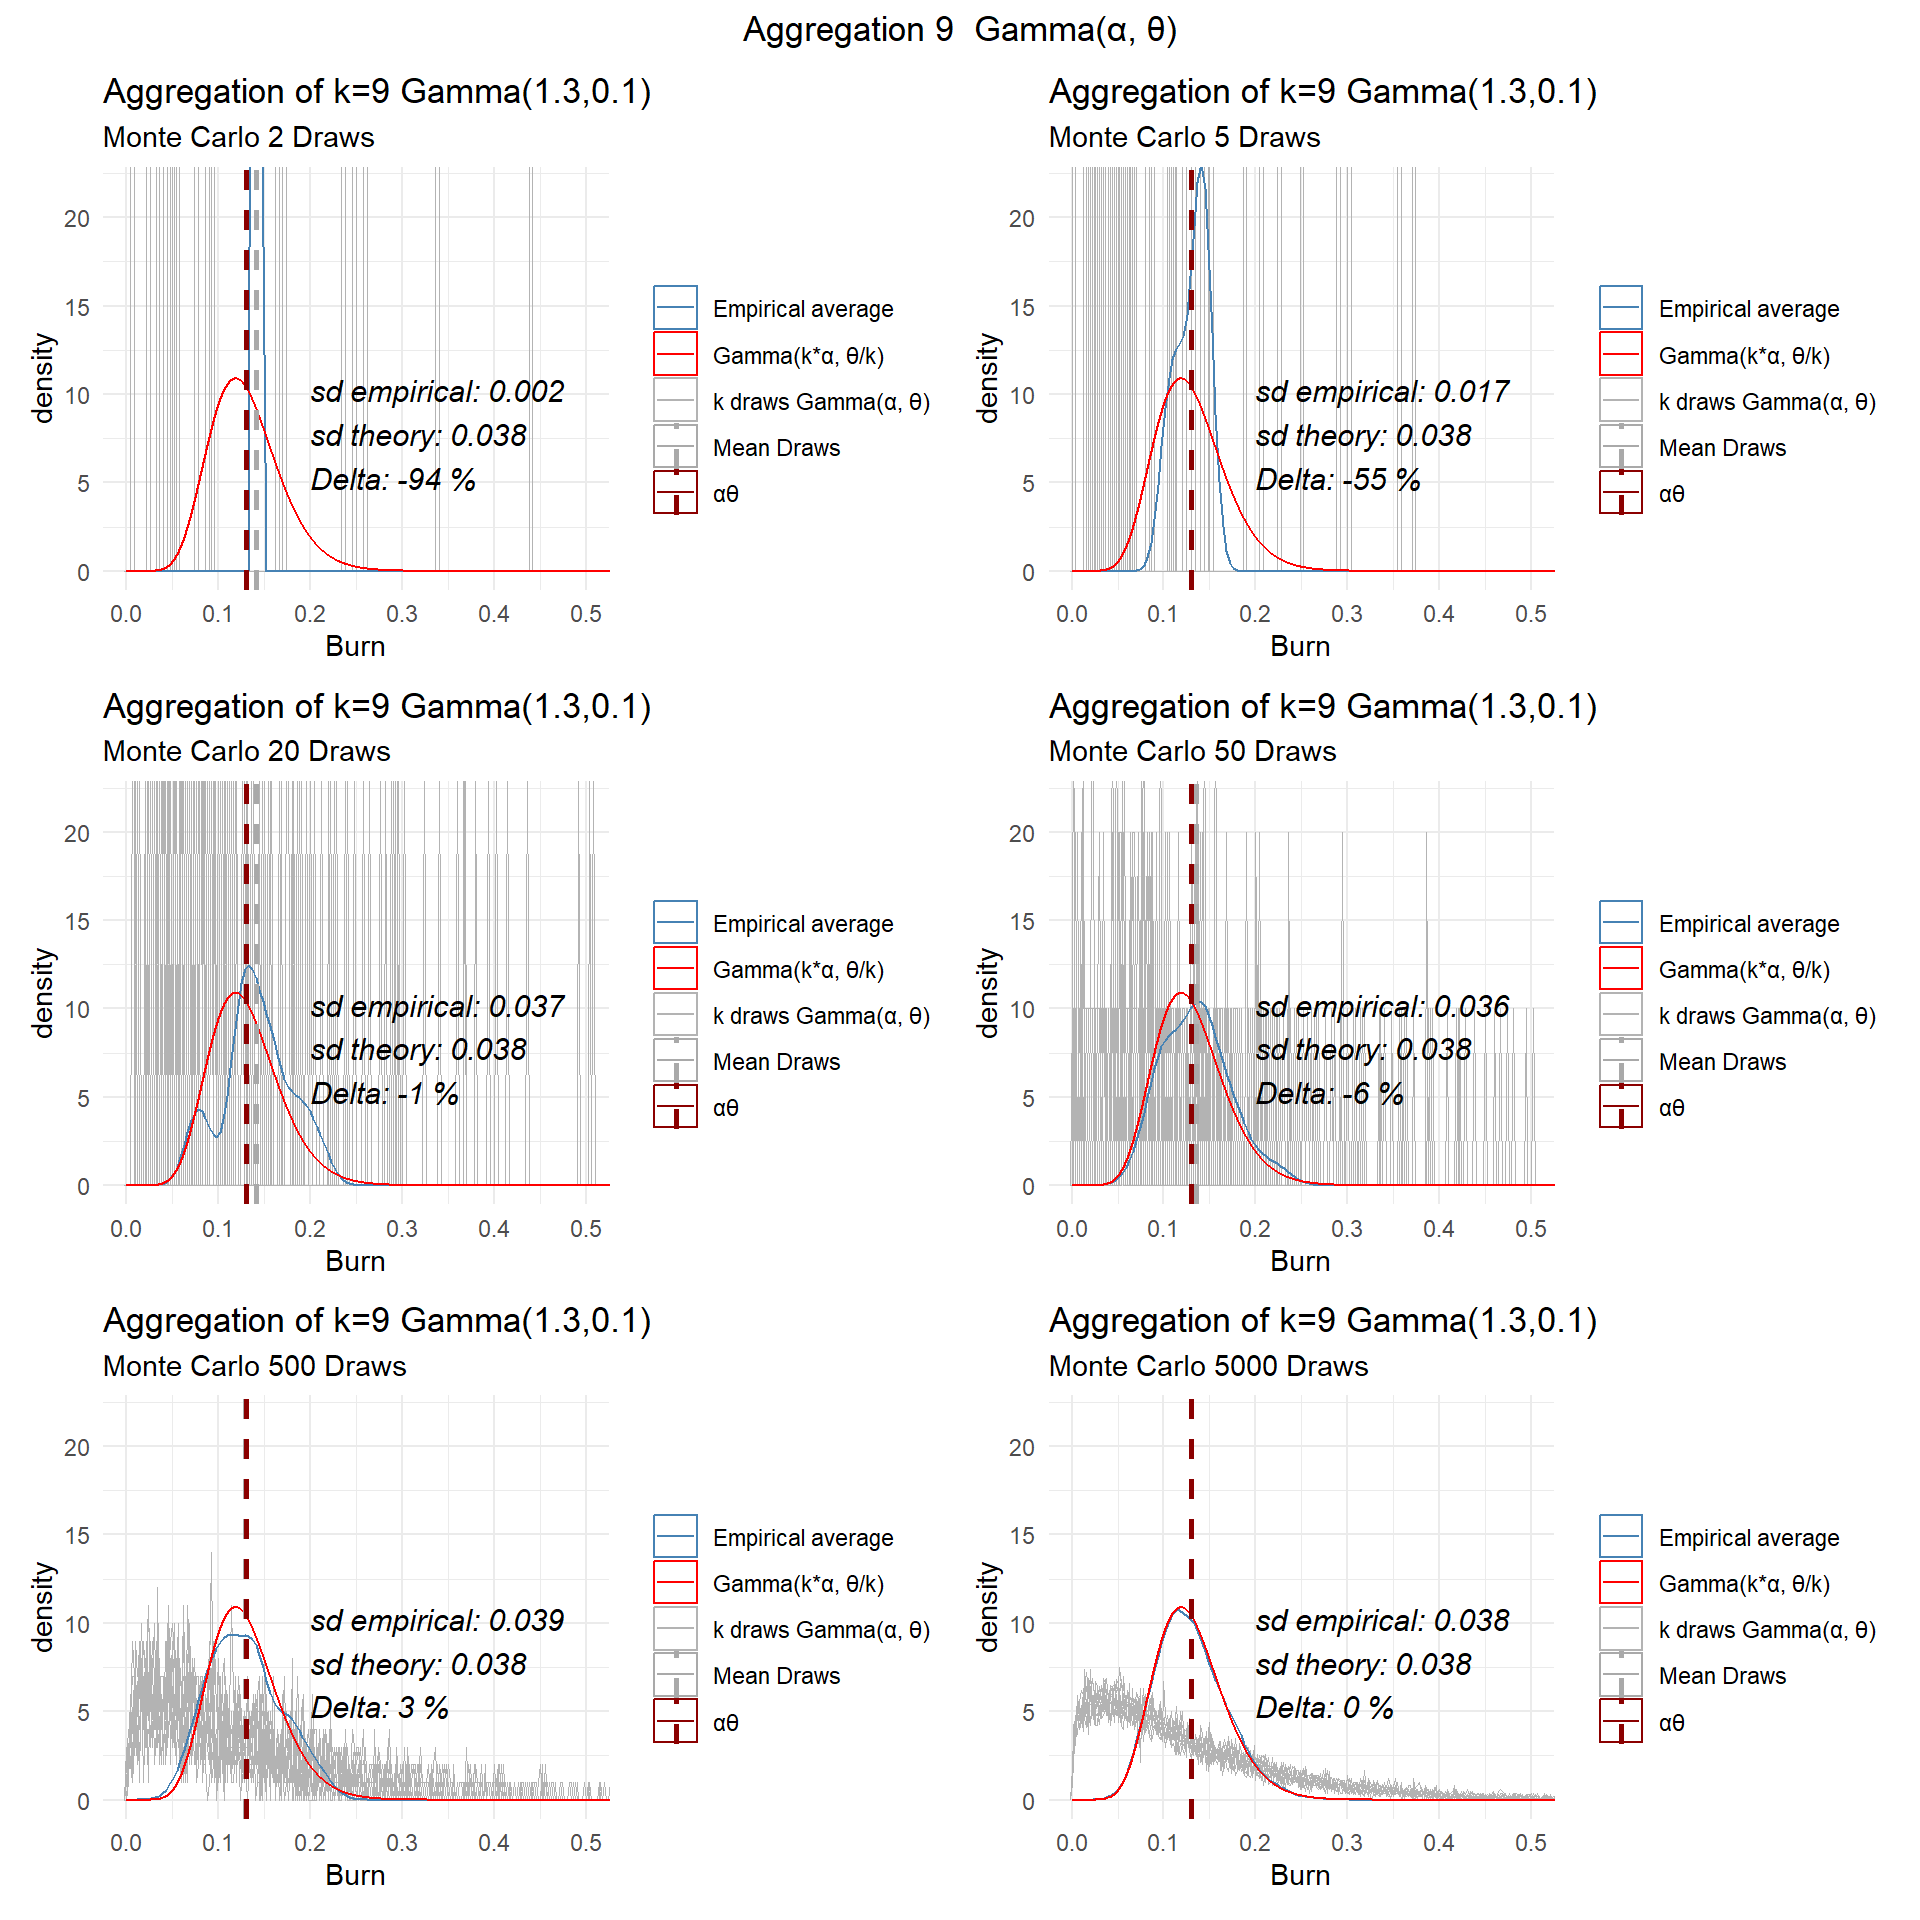 Aggregation 9  Gamma(α, θ)
Aggregation of k=9 Gamma(1.3,0.1)
Monte Carlo 2 Draws
density
20
15
10
5
0
sd empirical: 0.002
sd theory: 0.038
Delta: -94 %
0.0 0.1 0.2 0.3 0.4 0.5
Burn
Empirical average
Gamma(k*α, θ/k)
k draws Gamma(α, θ)
Mean Draws
αθ
Aggregation of k=9 Gamma(1.3,0.1)
Monte Carlo 5 Draws
density
20
15
10
5
0
sd empirical: 0.017
sd theory: 0.038
Delta: -55 %
0.0 0.1 0.2 0.3 0.4 0.5
Burn
Empirical average
Gamma(k*α, θ/k)
k draws Gamma(α, θ)
Mean Draws
αθ
Aggregation of k=9 Gamma(1.3,0.1)
Monte Carlo 20 Draws
density
20
15
10
5
0
sd empirical: 0.037
sd theory: 0.038
Delta: -1 %
0.0 0.1 0.2 0.3 0.4 0.5
Burn
Empirical average
Gamma(k*α, θ/k)
k draws Gamma(α, θ)
Mean Draws
αθ
Aggregation of k=9 Gamma(1.3,0.1)
Monte Carlo 50 Draws
density
20
15
10
5
0
sd empirical: 0.036
sd theory: 0.038
Delta: -6 %
0.0 0.1 0.2 0.3 0.4 0.5
Burn
Empirical average
Gamma(k*α, θ/k)
k draws Gamma(α, θ)
Mean Draws
αθ
Aggregation of k=9 Gamma(1.3,0.1)
Monte Carlo 500 Draws
density
20
15
10
5
0
sd empirical: 0.039
sd theory: 0.038
Delta: 3 %
0.0 0.1 0.2 0.3 0.4 0.5
Burn
Empirical average
Gamma(k*α, θ/k)
k draws Gamma(α, θ)
Mean Draws
αθ
Aggregation of k=9 Gamma(1.3,0.1)
Monte Carlo 5000 Draws
density
20
15
10
5
0
sd empirical: 0.038
sd theory: 0.038
Delta: 0 %
0.0 0.1 0.2 0.3 0.4 0.5
Burn
Empirical average
Gamma(k*α, θ/k)
k draws Gamma(α, θ)
Mean Draws
αθ